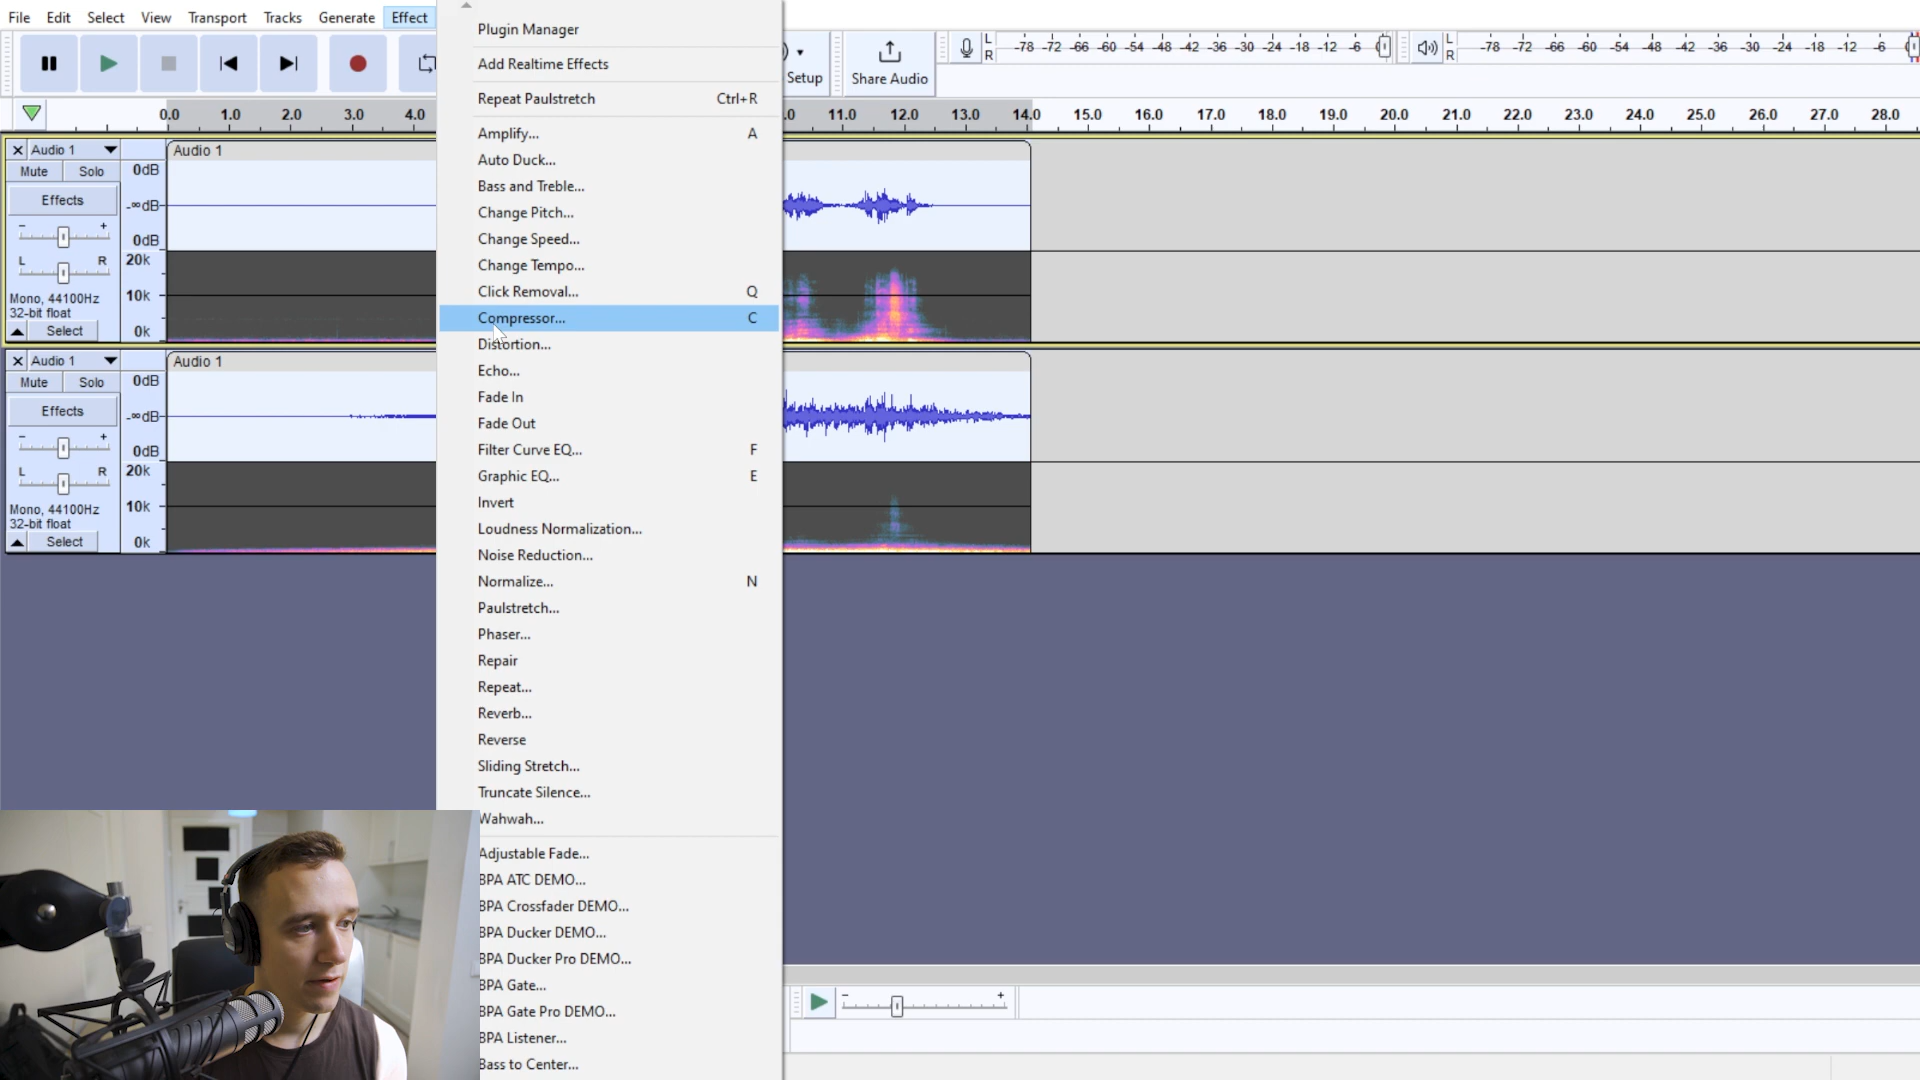 File Edit Select View Transport Tracks Generate Effect
Plugin Manager
Add Realtime Effects
Repeat Paulstretch Ctrl+R
Amplify... A
Auto Duck...
Bass and Treble...
Change Pitch...
Change Speed...
Change Tempo...
Click Removal... Q
Compressor... C
Distortion...
Echo...
Fade In
Fade Out
Filter Curve EQ... F
Graphic EQ... E
Invert
Loudness Normalization...
Noise Reduction...
Normalize... N
Paulstretch...
Phaser...
Repair
Repeat...
Reverb...
Reverse
Sliding Stretch...
Truncate Silence...
Wahwah...
Adjustable Fade...
BPA ATC DEMO...
BPA Crossfader DEMO...
BPA Ducker DEMO...
BPA Ducker Pro DEMO...
BPA Gate...
BPA Gate Pro DEMO...
BPA Listener...
Bass to Center...
Setup
Share Audio
L
R
-78 -72 -66 -60 -54 -48 -42 -36 -30 -24 -18 -12 -6
L
R
-78 -72 -66 -60 -54 -48 -42 -36 -30 -24 -18 -12 -6
0.0 1.0 2.0 3.0 4.0
.0 11.0 12.0 13.0 14.0 15.0 16.0 17.0 18.0 19.0 20.0 21.0 22.0 23.0 24.0 25.0 26.0 27.0 28.0
Audio 1
Mute Solo
Effects
- +
L R
Mono, 44100Hz
32-bit float
Select
0dB
-∞dB
0dB
20k
10k
0k
Audio 1
Audio 1
Mute Solo
Effects
- +
L R
Mono, 44100Hz
32-bit float
Select
0dB
-∞dB
0dB
20k
10k
0k
Audio 1
- +